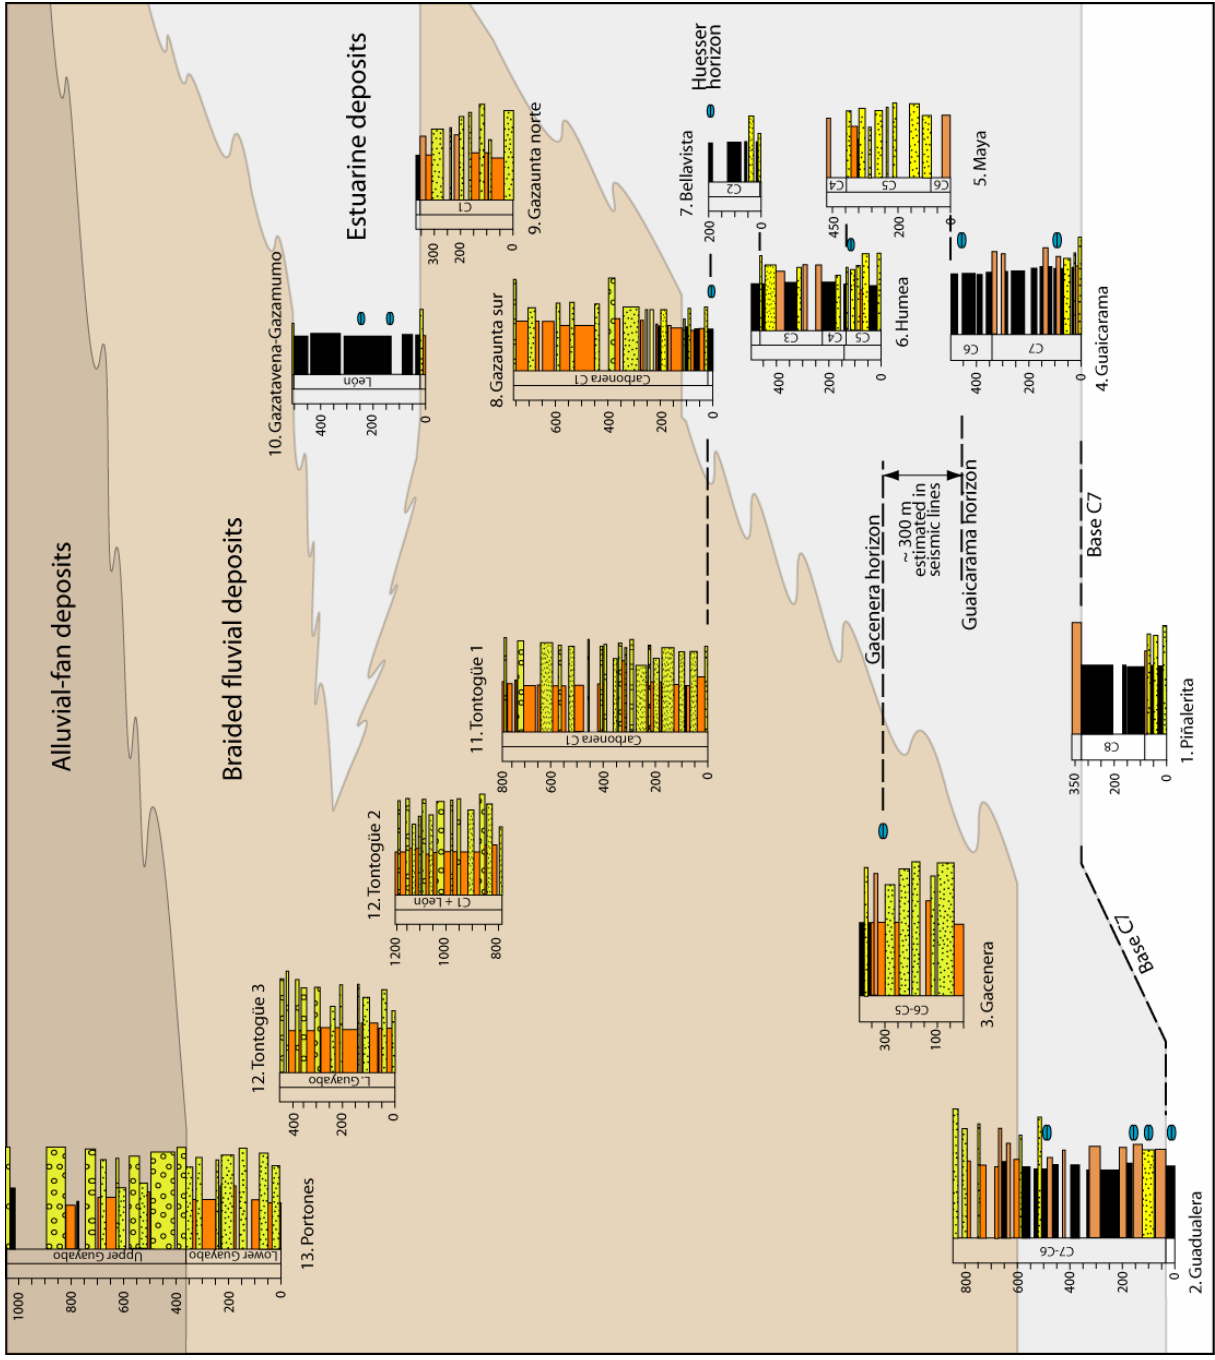 Alluvial-fan deposits
Braided fluvial deposits
Estuarine deposits
13. Portones
Upper Guayabo
Lower Guayabo
1000
800
600
400
200
0
12. Tontogüe 3
L. Guayabo
400
200
0
12. Tontogüe 2
C1 + León
1200
1000
800
11. Tontogüe 1
Carbonera C1
800
600
400
200
0
10. Gazatavena-Gazamumo
León
400
200
0
9. Gazaunta norte
C1
300
200
0
8. Gazaunta sur
Carbonera C1
600
400
200
0
7. Bellavista
C2
200
0
Huesser
horizon
6. Humea
C3
C4
C5
400
200
0
5. Maya
C4
C5
C6
450
200
0
4. Guaicarama
C6
C7
400
200
0
3. Gacenera
C6-C5
300
100
Gacenera horizon
~ 300 m
estimated in
seismic lines
Guaicarama horizon
Base C7
Base C7
2. Guadualera
C7-C6
800
600
400
200
0
1. Piñalerita
C8
350
200
0